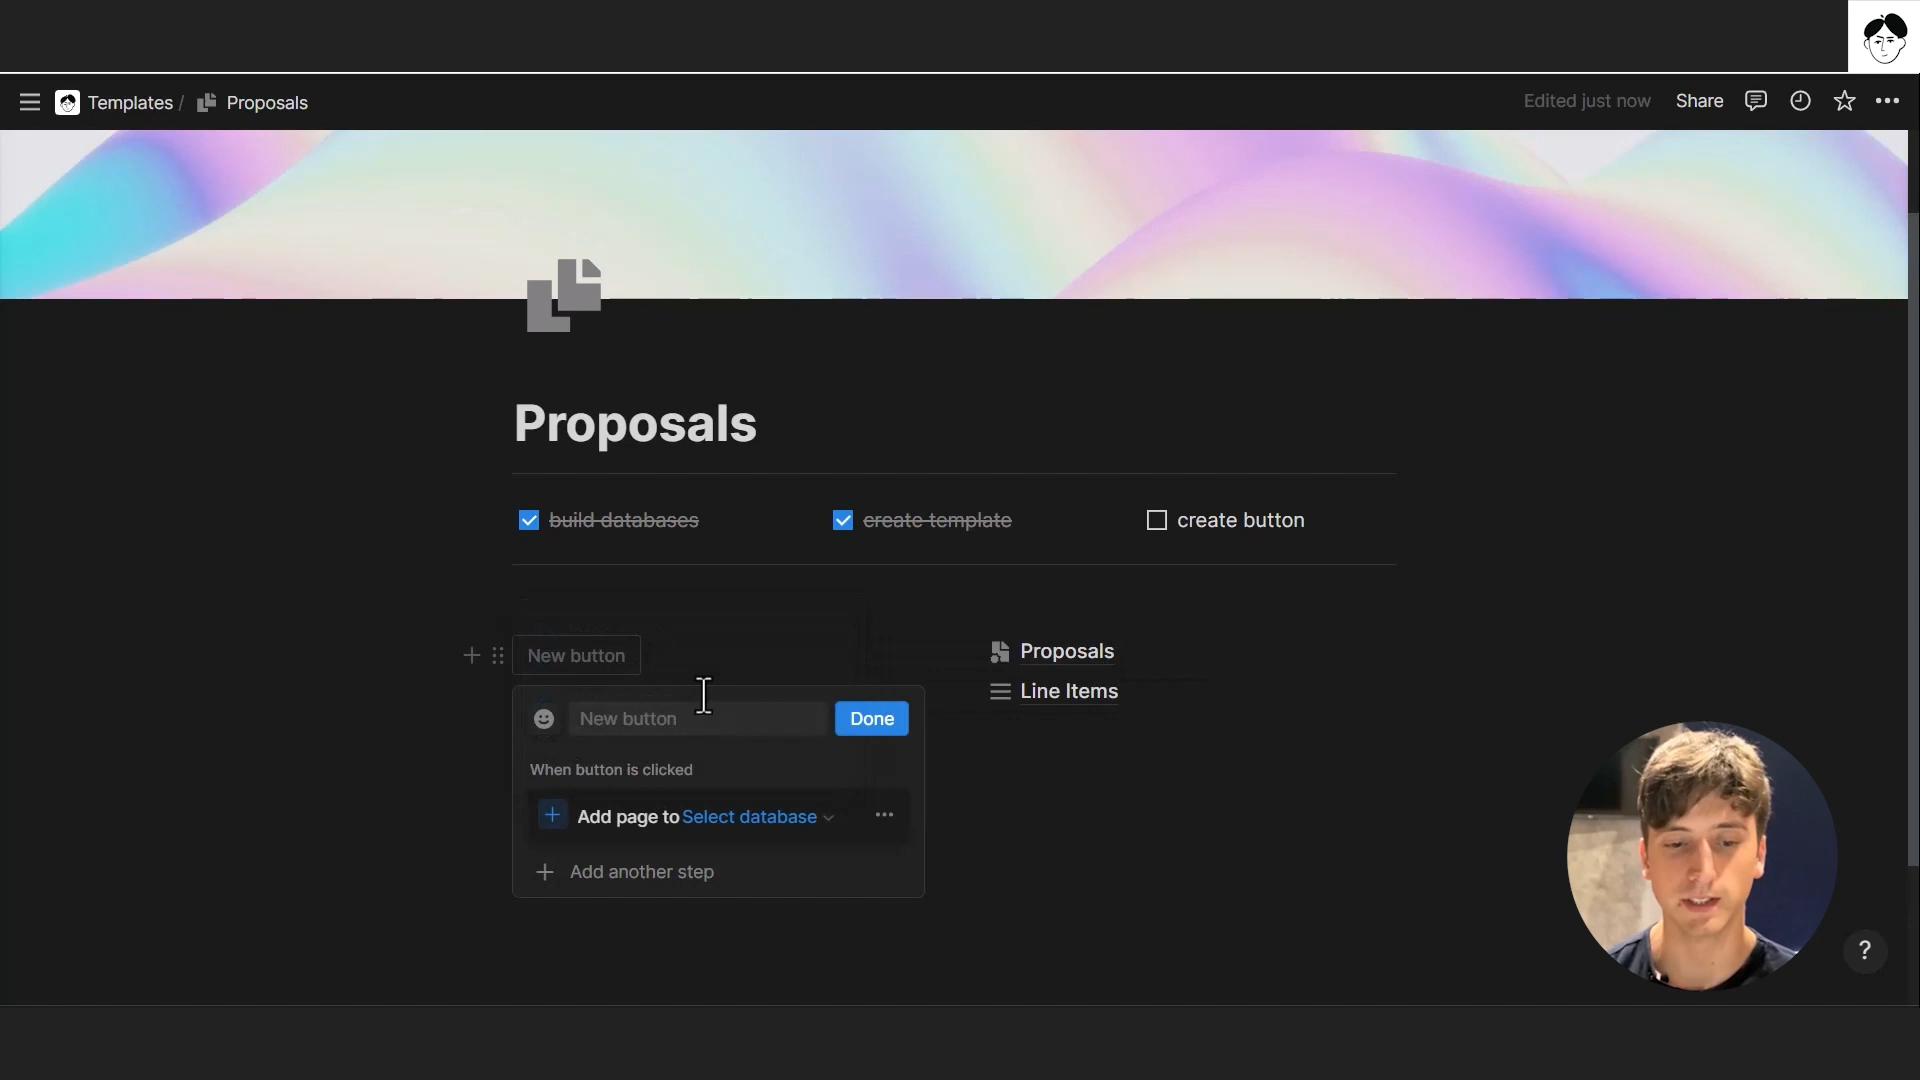 Templates / Proposals
Edited just now Share
Proposals
build databases create template create button
New button
Proposals
Line Items
New button Done
When button is clicked
Add page to Select database
Add another step
?